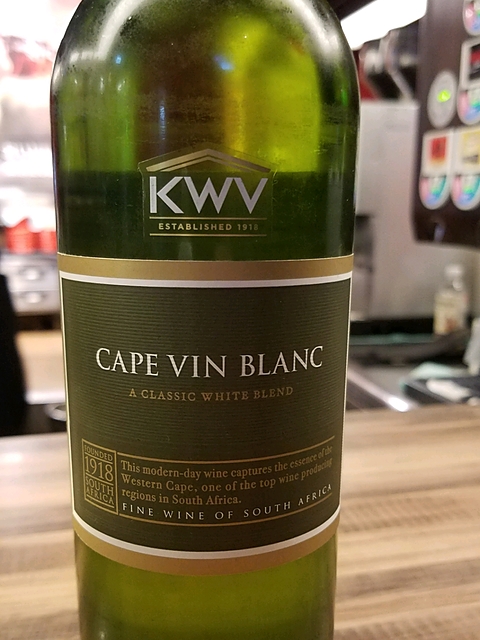 KWV
ESTABLISHED 1918
CAPE VIN BLANC
A CLASSIC WHITE BLEND
FOUNDED
1918
SOUTH
AFRICA
This modern-day wine captures the essence of the
Western Cape, one of the top wine producing
regions in South Africa.
FINE WINE OF SOUTH AFRICA